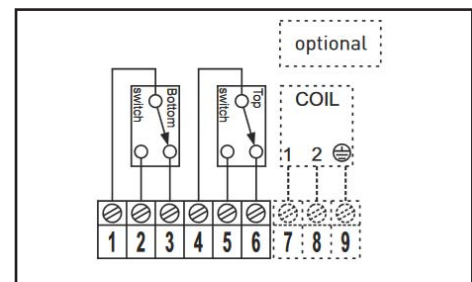 optional
Bottom
switch
Top
switch
COIL
1 2
1 2 3 4 5 6 7 8 9